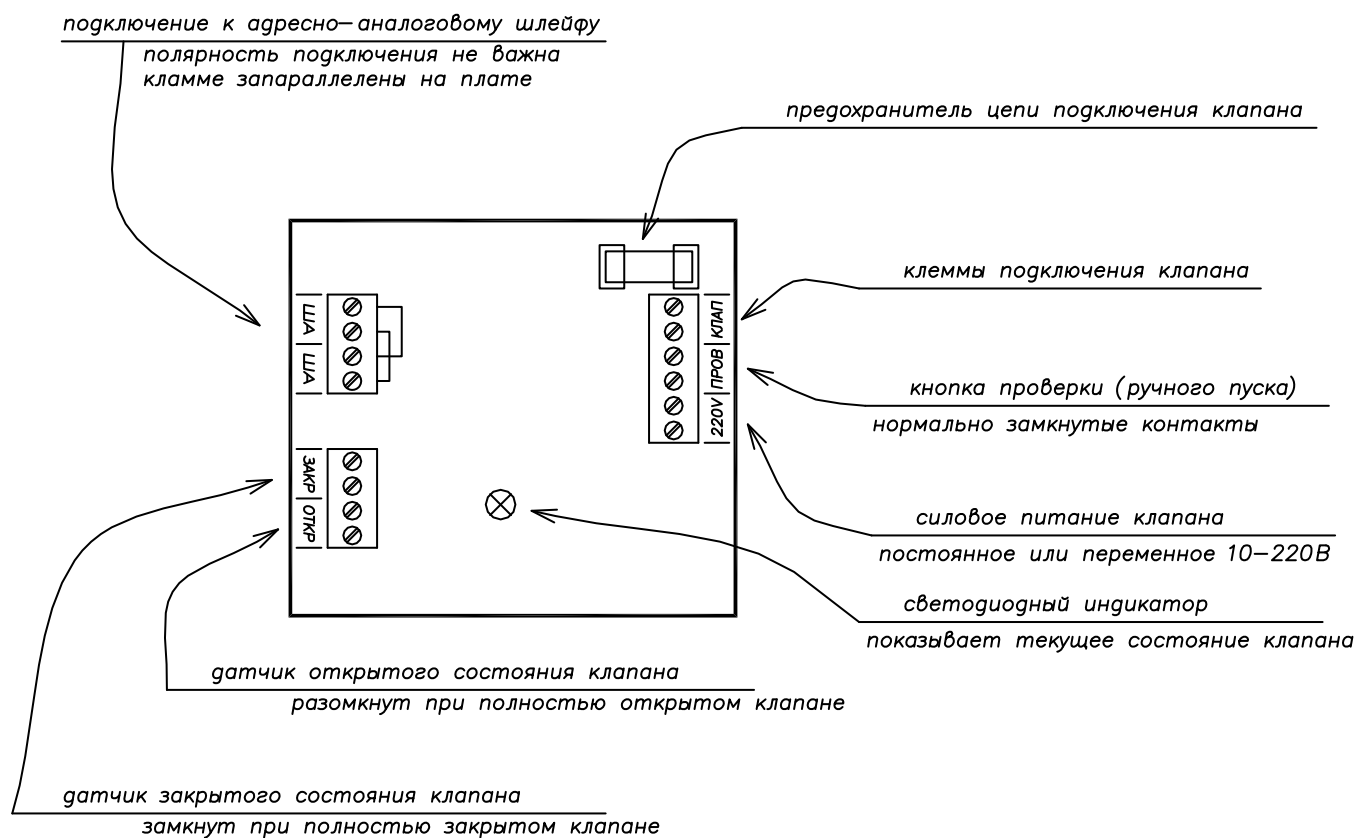 подключение к адресно-аналоговому шлейфу
полярность подключения не важна
кламме запараллелены на плате
предохранитель цепи подключения клапана
клеммы подключения клапана
ША
ША
КЛАП
ПРОВ
220V
кнопка проверки (ручного пуска)
нормально замкнутые контакты
ЗАКР
ОТКР
силовое питание клапана
постоянное или переменное 10-220В
светодиодный индикатор
показывает текущее состояние клапана
датчик открытого состояния клапана
разомкнут при полностью открытом клапане
датчик закрытого состояния клапана
замкнут при полностью закрытом клапане